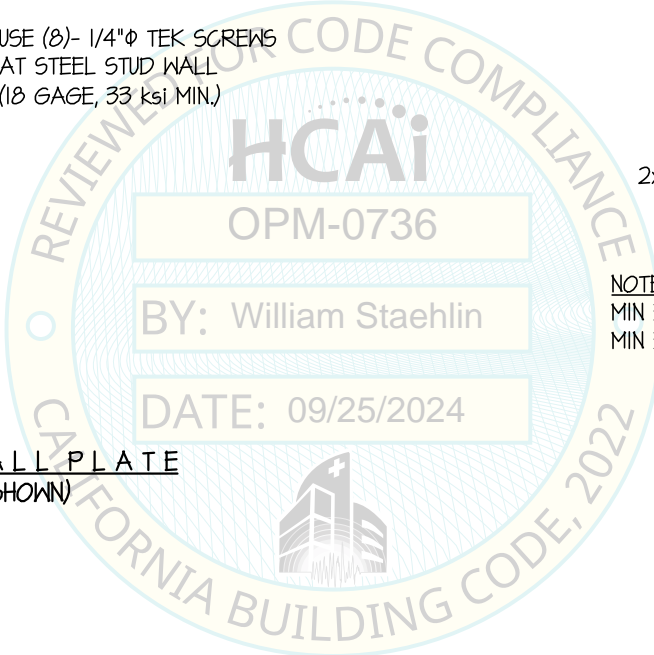 USE (8)- 1/4"Φ TEK SCREWS
AT STEEL STUD WALL
(18 GAGE, 33 ksi MIN.)
REVIEWED FOR CODE COMPLIANCE
HCAi
OPM-0736
BY: William Staehlin
DATE: 09/25/2024
CALIFORNIA BUILDING CODE, 2022
2x
NOTE
MIN
MIN
ALL PLATE
SHOWN)